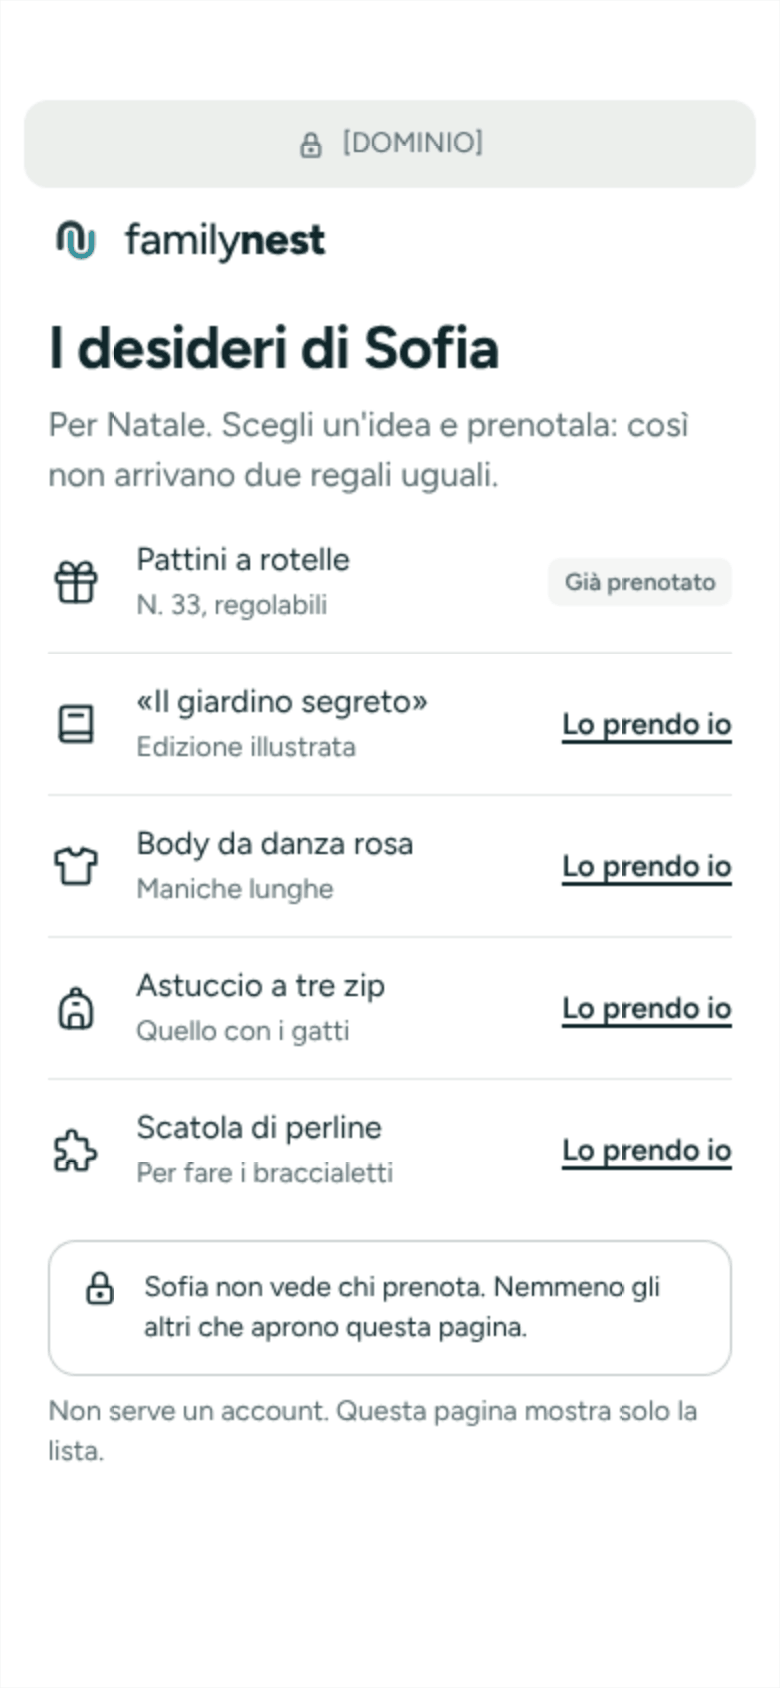 [DOMINIO]
familynest
I desideri di Sofia
Per Natale. Scegli un'idea e prenotala: così
non arrivano due regali uguali.
Pattini a rotelle
N. 33, regolabili
Già prenotato
«Il giardino segreto»
Edizione illustrata
Lo prendo io
Body da danza rosa
Maniche lunghe
Lo prendo io
Astuccio a tre zip
Quello con i gatti
Lo prendo io
Scatola di perline
Per fare i braccialetti
Lo prendo io
Sofia non vede chi prenota. Nemmeno gli
altri che aprono questa pagina.
Non serve un account. Questa pagina mostra solo la
lista.